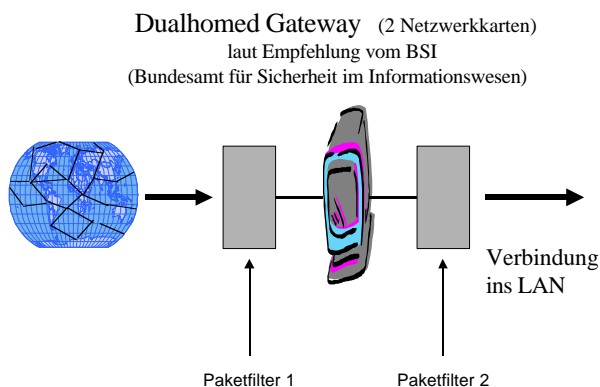 Dualhomed Gateway (2 Netzwerkkarten)
laut Empfehlung vom BSI
(Bundesamt für Sicherheit im Informationswesen)
Verbindung
ins LAN
Paketfilter 1
Paketfilter 2